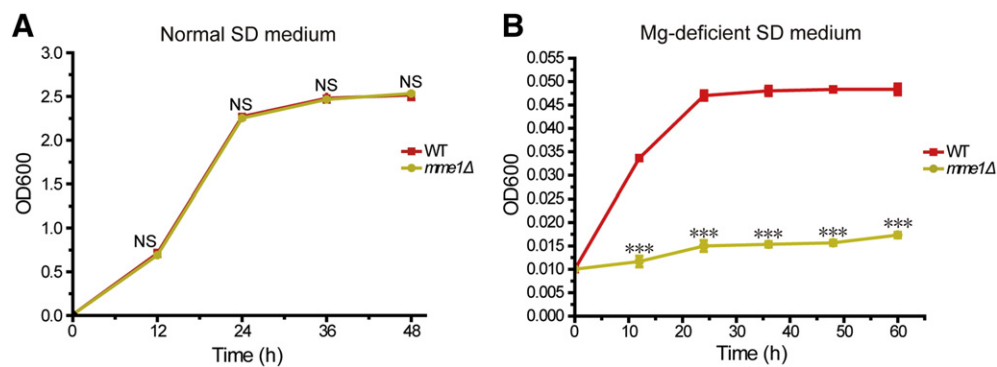 A
Normal SD medium
3.0
2.5
2.0
1.5
1.0
0.5
0.0
OD600
NS
NS
NS
NS
WT
mme1Δ
0 12 24 36 48
Time (h)
B
Mg-deficient SD medium
0.055
0.050
0.045
0.040
0.035
0.030
0.025
0.020
0.015
0.010
0.005
0.000
OD600
***
***
***
***
***
WT
mme1Δ
0 10 20 30 40 50 60
Time (h)